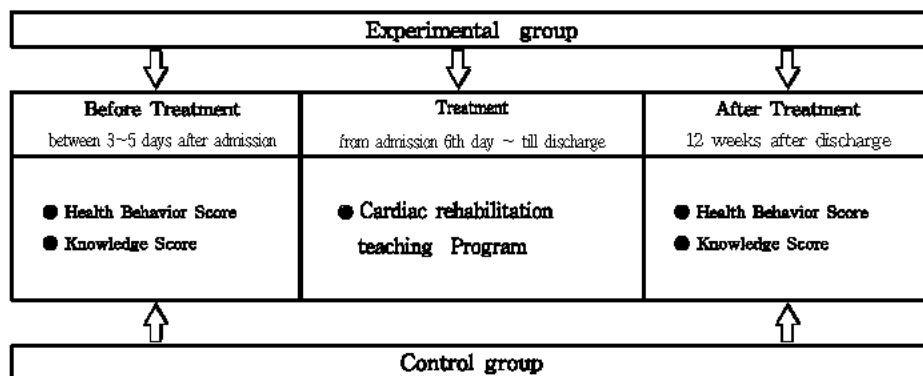 Experimental group
Before Treatment
between 3~5 days after admission
Treatment
from admission 6th day ~ till discharge
After Treatment
12 weeks after discharge
● Health Behavior Score
● Knowledge Score
● Cardiac rehabilitation
teaching Program
● Health Behavior Score
● Knowledge Score
Control group